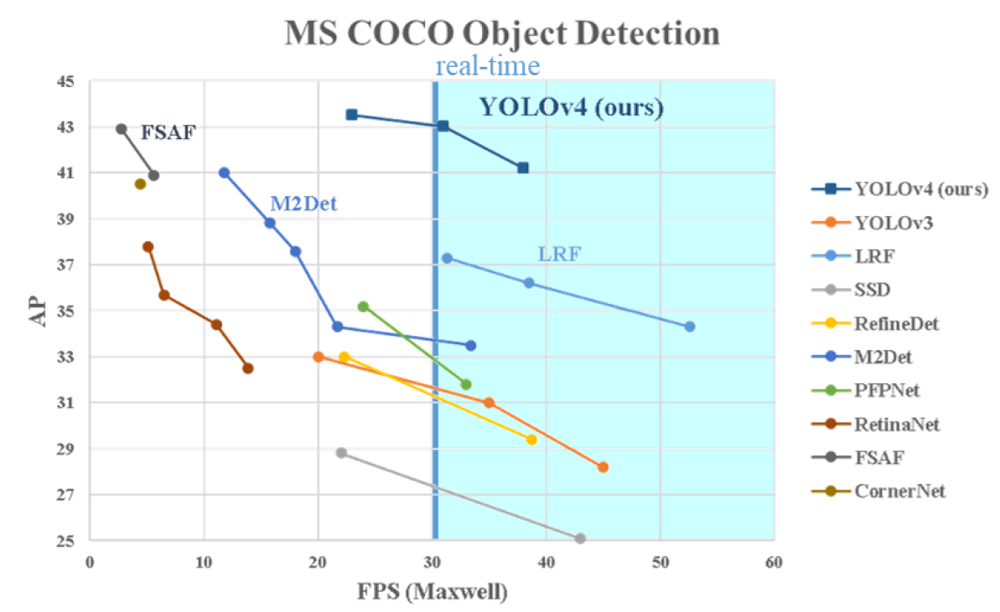 MS COCO Object Detection
real-time
45
43
41
39
37
35
33
31
29
27
25
AP
YOLOv4 (ours)
FSAF
M2Det
LRF
0
10
20
30
40
50
60
FPS (Maxwell)
YOLOv4 (ours)
YOLOv3
LRF
SSD
RefineDet
M2Det
PFPNet
RetinaNet
FSAF
CornerNet